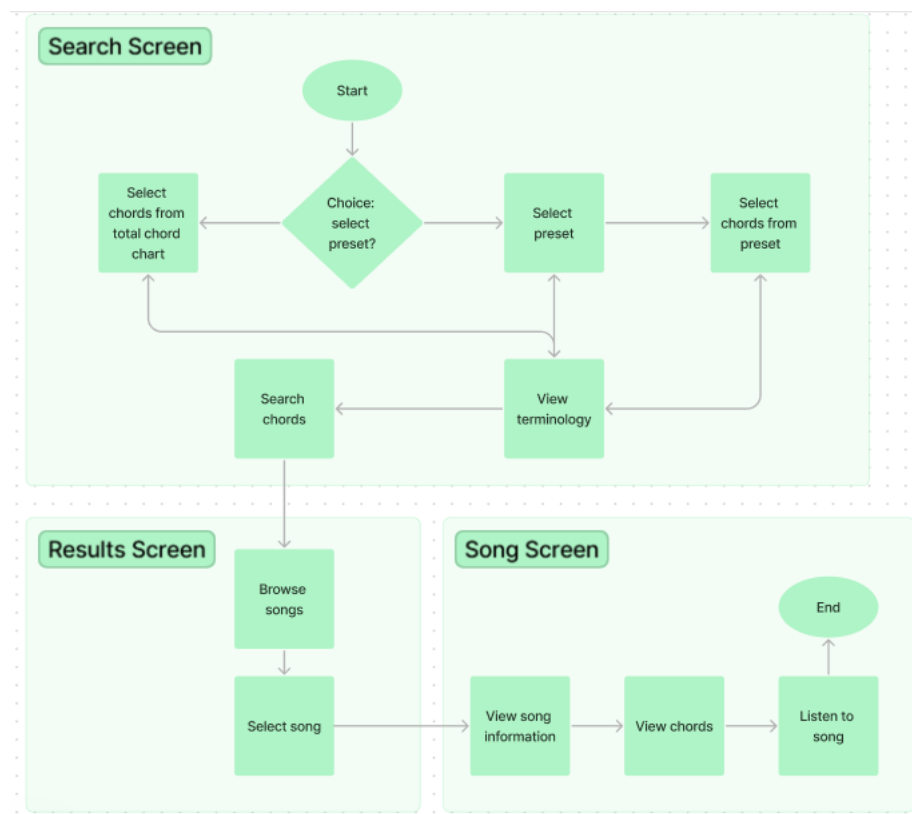 Search Screen
Start
Select
chords from
total chord
chart
Choice:
select
preset?
Select
preset
Select
chords from
preset
Search
chords
View
terminology
Results Screen
Browse
songs
Select song
Song Screen
End
View song
information
View chords
Listen to
song